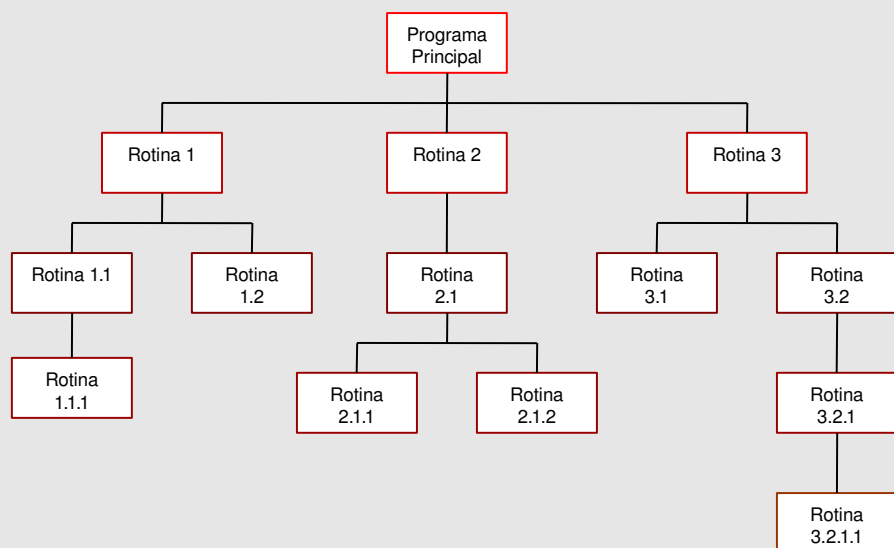 Programa
Principal
Rotina 1
Rotina 2
Rotina 3
Rotina 1.1
Rotina
1.2
Rotina
2.1
Rotina
3.1
Rotina
3.2
Rotina
1.1.1
Rotina
2.1.1
Rotina
2.1.2
Rotina
3.2.1
Rotina
3.2.1.1